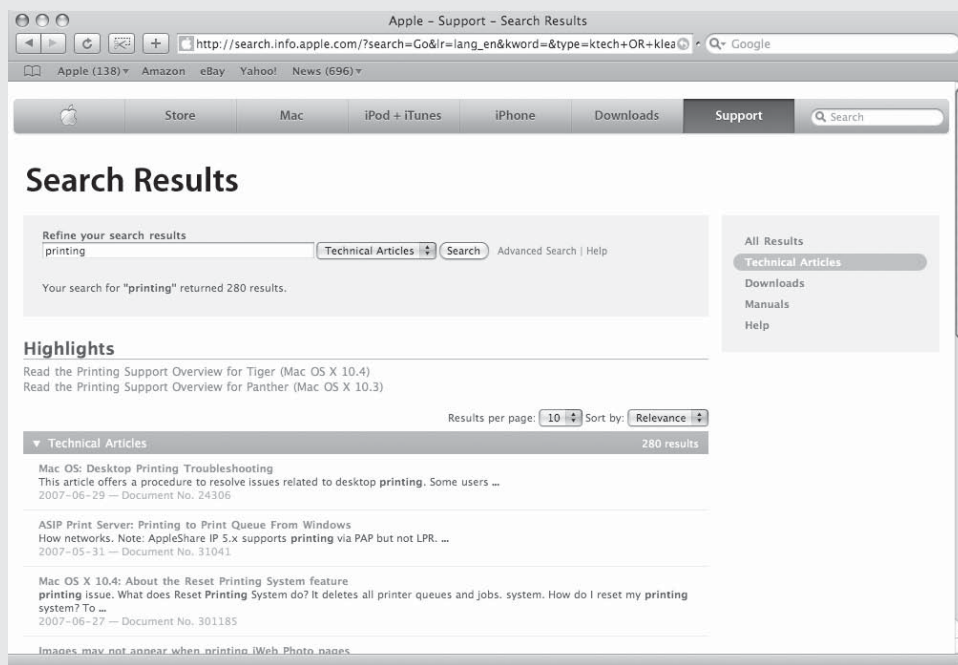 Apple – Support – Search Results
http://search.info.apple.com/?search=Go&lr=lang_en&kword=&type=ktech+OR+klea
Google
Apple (138) Amazon eBay Yahoo! News (696)
Store Mac iPod + iTunes iPhone Downloads Support Search
Search Results
Refine your search results
printing Technical Articles Search Advanced Search | Help
Your search for "printing" returned 280 results.
All Results
Technical Articles
Downloads
Manuals
Help
Highlights
Read the Printing Support Overview for Tiger (Mac OS X 10.4)
Read the Printing Support Overview for Panther (Mac OS X 10.3)
Results per page: 10 Sort by: Relevance
Technical Articles 280 results
Mac OS: Desktop Printing Troubleshooting
This article offers a procedure to resolve issues related to desktop printing. Some users ...
2007-06-29 — Document No. 24306
ASIP Print Server: Printing to Print Queue From Windows
How networks. Note: AppleShare IP 5.x supports printing via PAP but not LPR. ...
2007-05-31 — Document No. 31041
Mac OS X 10.4: About the Reset Printing System feature
printing issue. What does Reset Printing System do? It deletes all printer queues and jobs. system. How do I reset my printing
system? To ...
2007-06-27 — Document No. 301185
Images may not appear when printing iWeb Photo pages